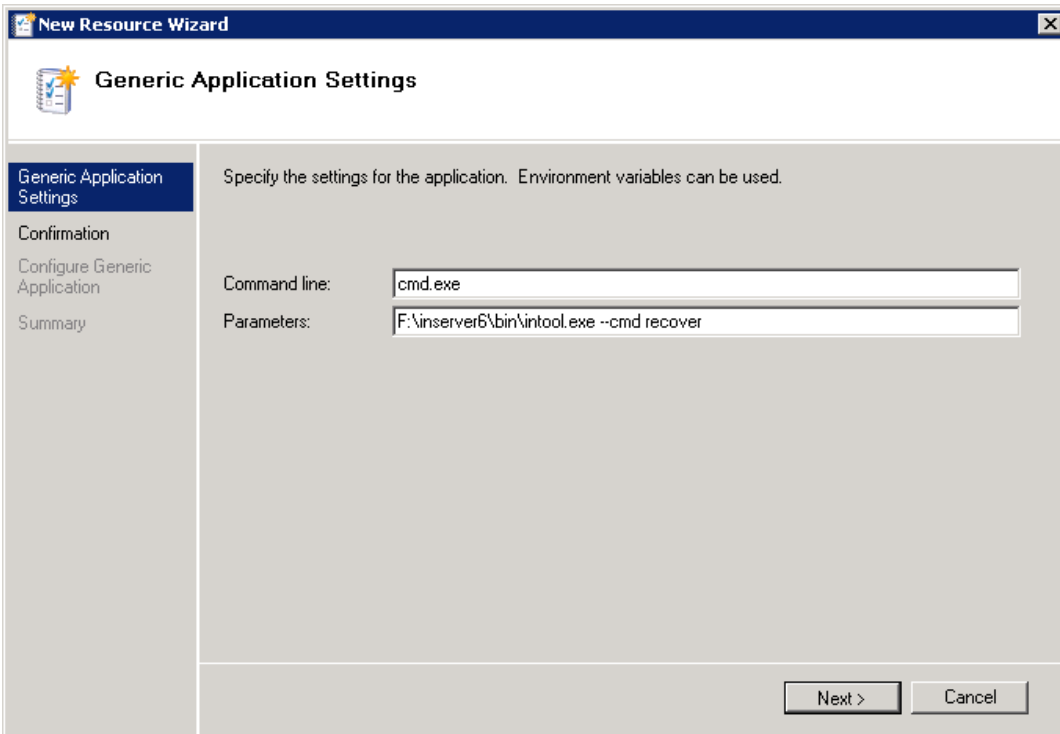 New Resource Wizard
Generic Application Settings
Generic Application
Settings
Confirmation
Configure Generic
Application
Summary
Specify the settings for the application. Environment variables can be used.
Command line: cmd.exe
Parameters: F:\inserver6\bin\intool.exe --cmd recover
Next >
Cancel